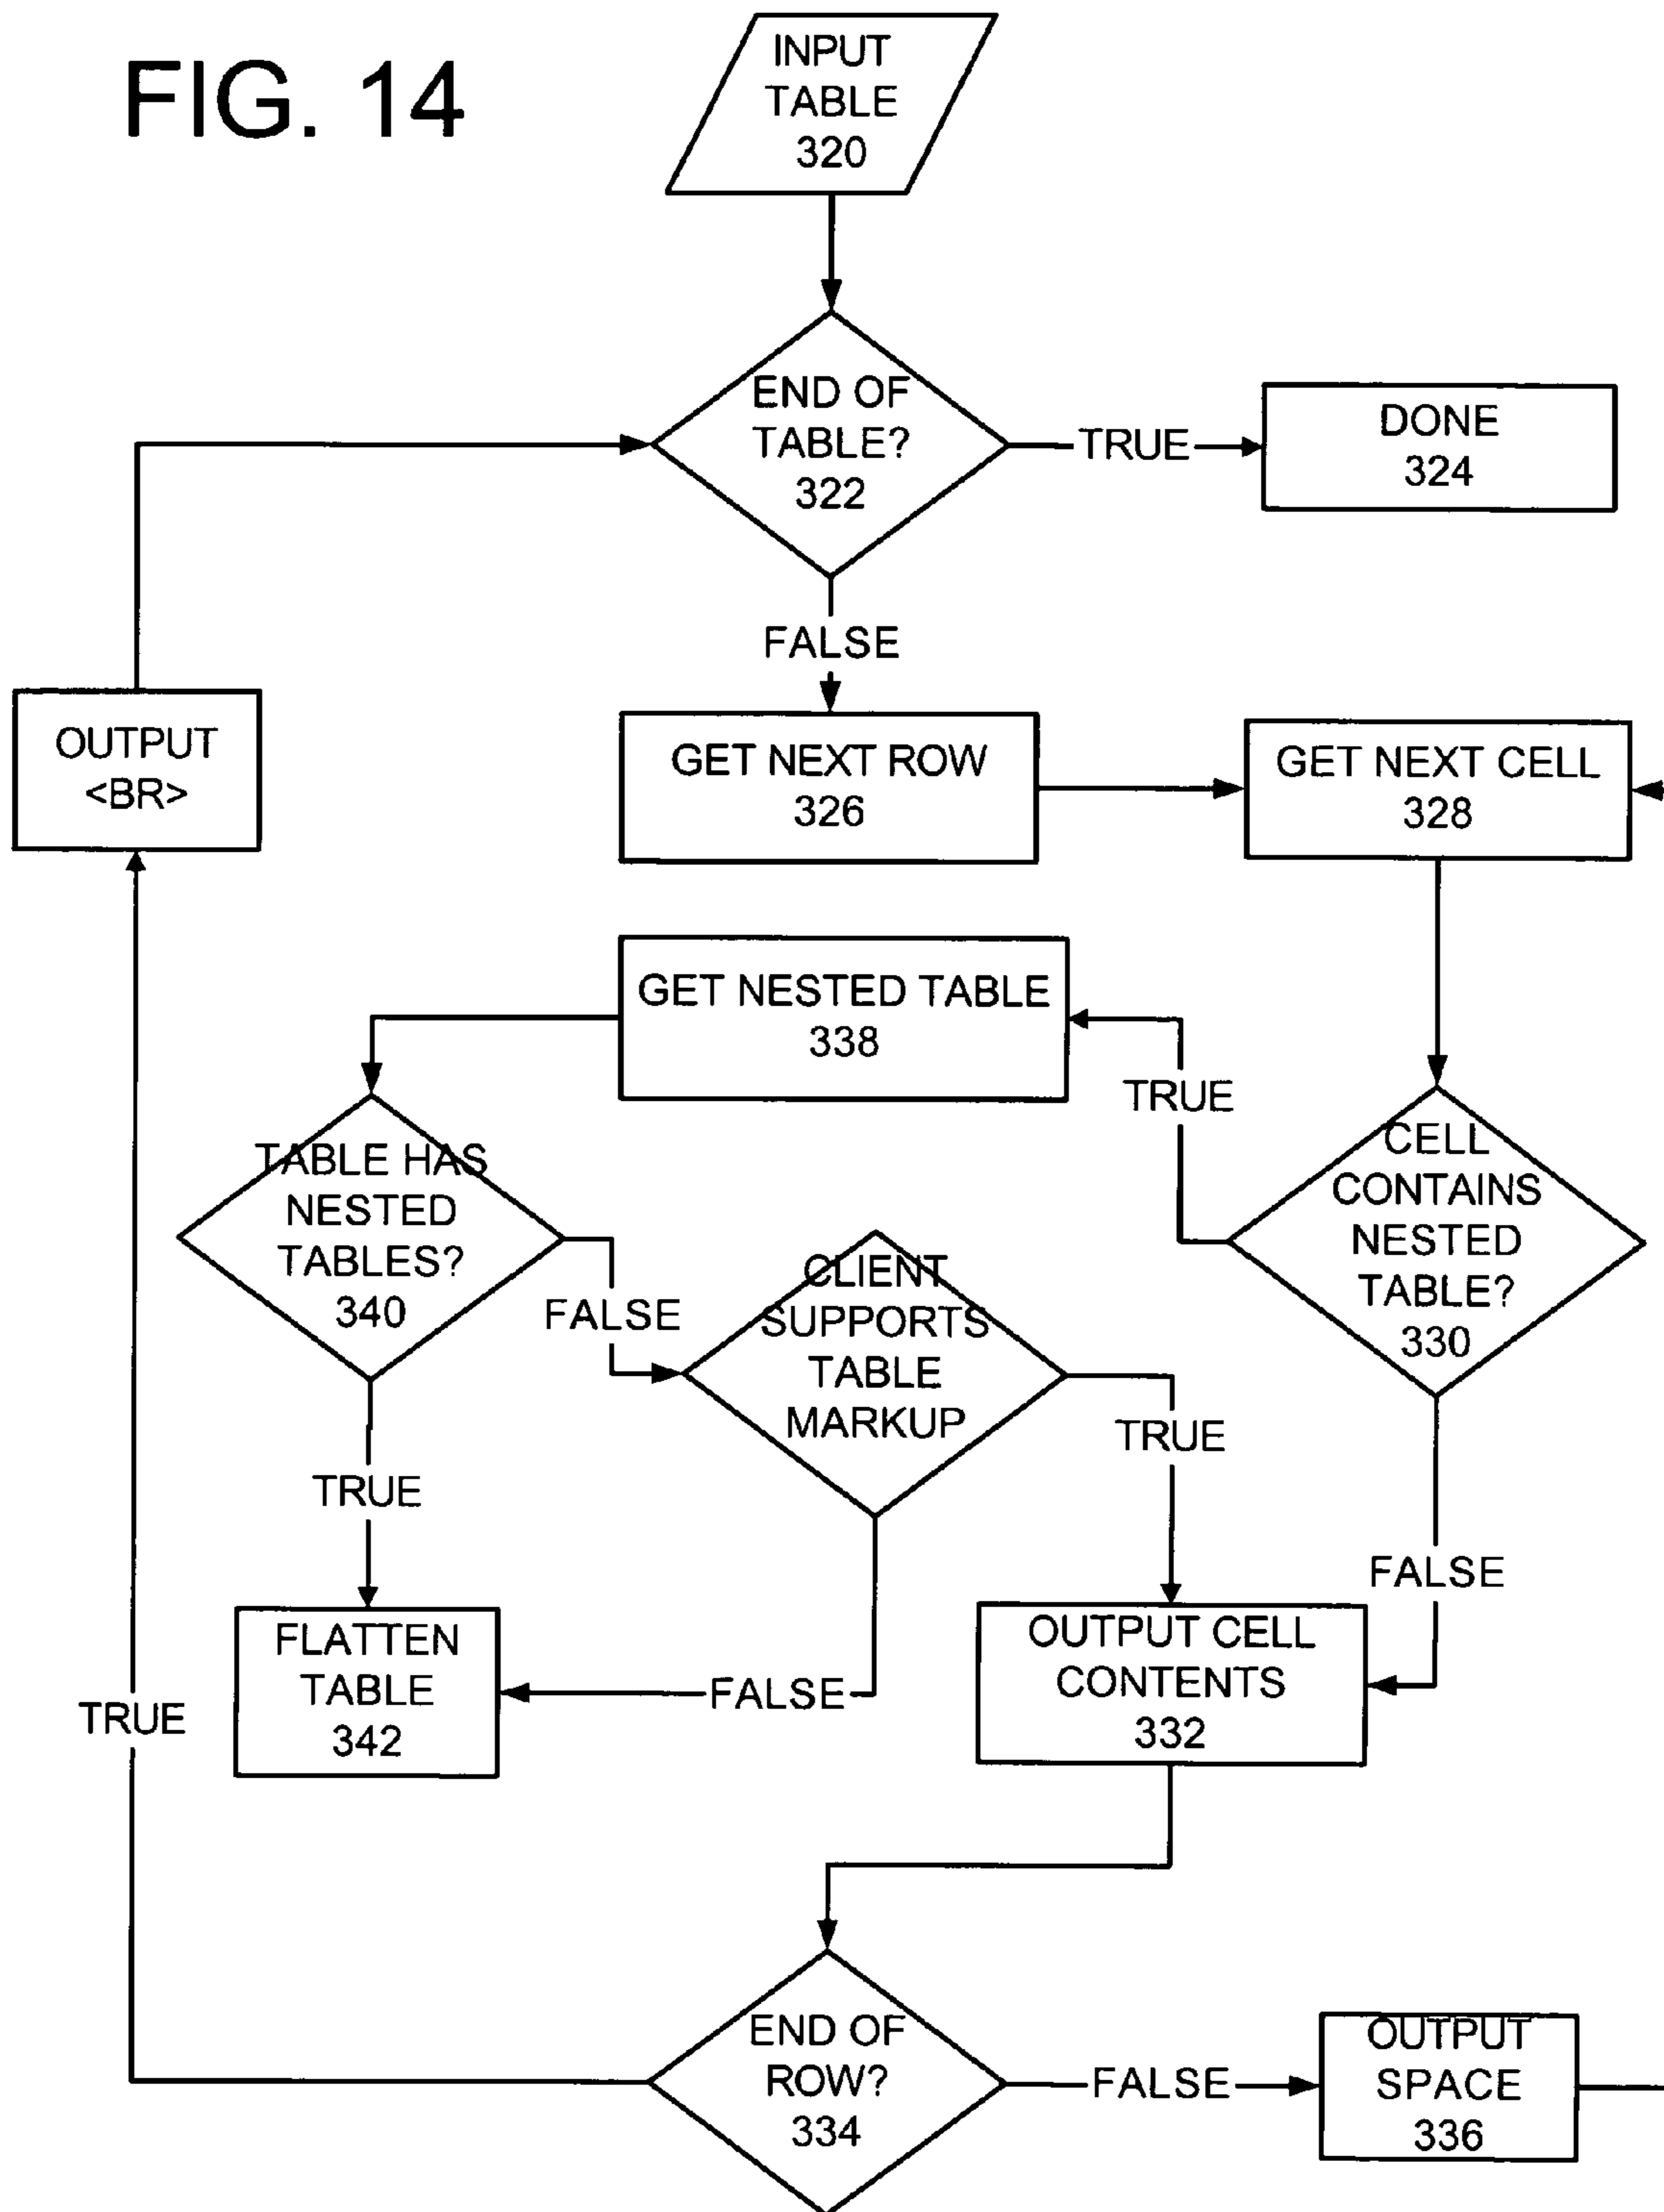 FIG. 14
INPUT
TABLE
320
END OF
TABLE?
322
TRUE
DONE
324
FALSE
OUTPUT
<BR>
GET NEXT ROW
326
GET NEXT CELL
328
GET NESTED TABLE
338
TRUE
CELL
CONTAINS
NESTED
TABLE?
330
TABLE HAS
NESTED
TABLES?
340
FALSE
CLIENT
SUPPORTS
TABLE
MARKUP
TRUE
TRUE
FALSE
FLATTEN
TABLE
342
FALSE
OUTPUT CELL
CONTENTS
332
TRUE
END OF
ROW?
334
FALSE
OUTPUT
SPACE
336